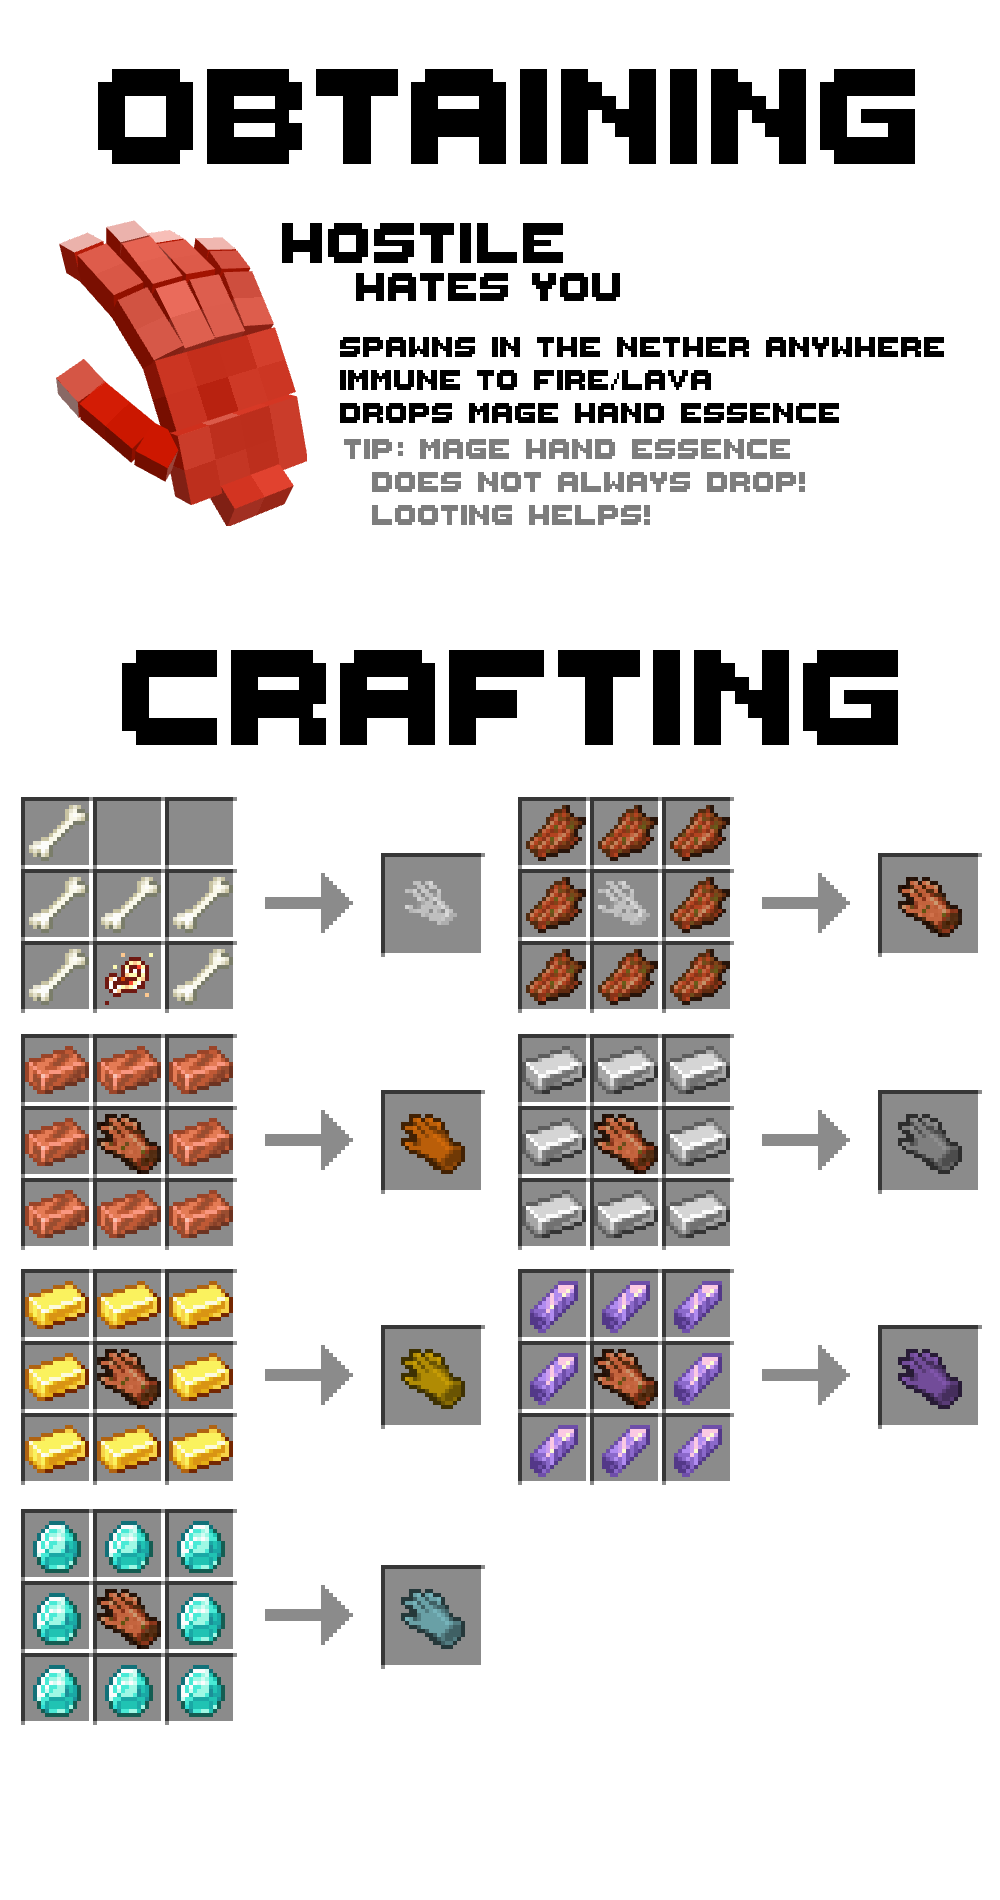 OBTAINING
HOSTILE
HATES YOU
SPAWNS IN THE NETHER ANYWHERE
IMMUNE TO FIRE/LAVA
DROPS MAGE HAND ESSENCE
TIP: MAGE HAND ESSENCE
DOES NOT ALWAYS DROP!
LOOTING HELPS!
CRAFTING